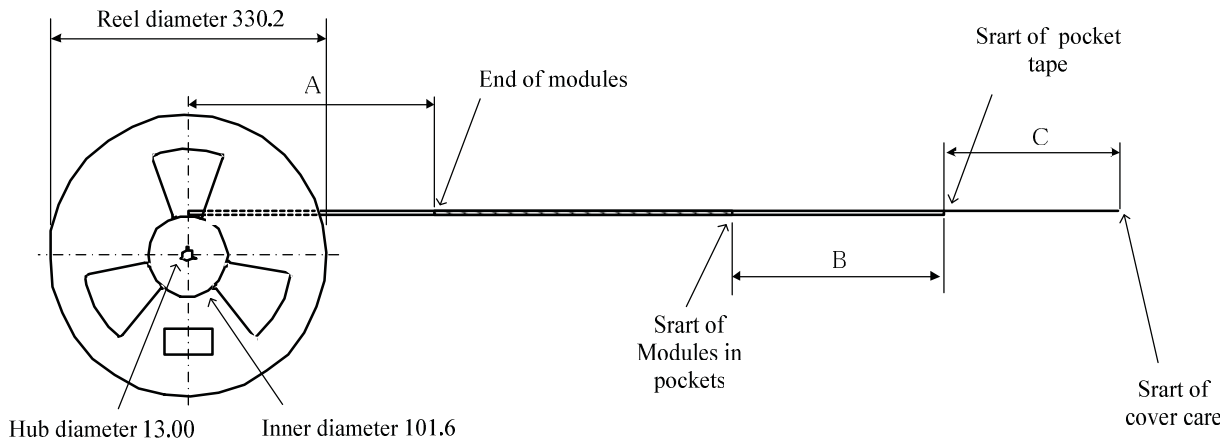 Reel diameter 330.2
A
End of modules
Srart of pocket
tape
C
B
Srart of
Modules in
pockets
Srart of
cover care
Hub diameter 13.00
Inner diameter 101.6